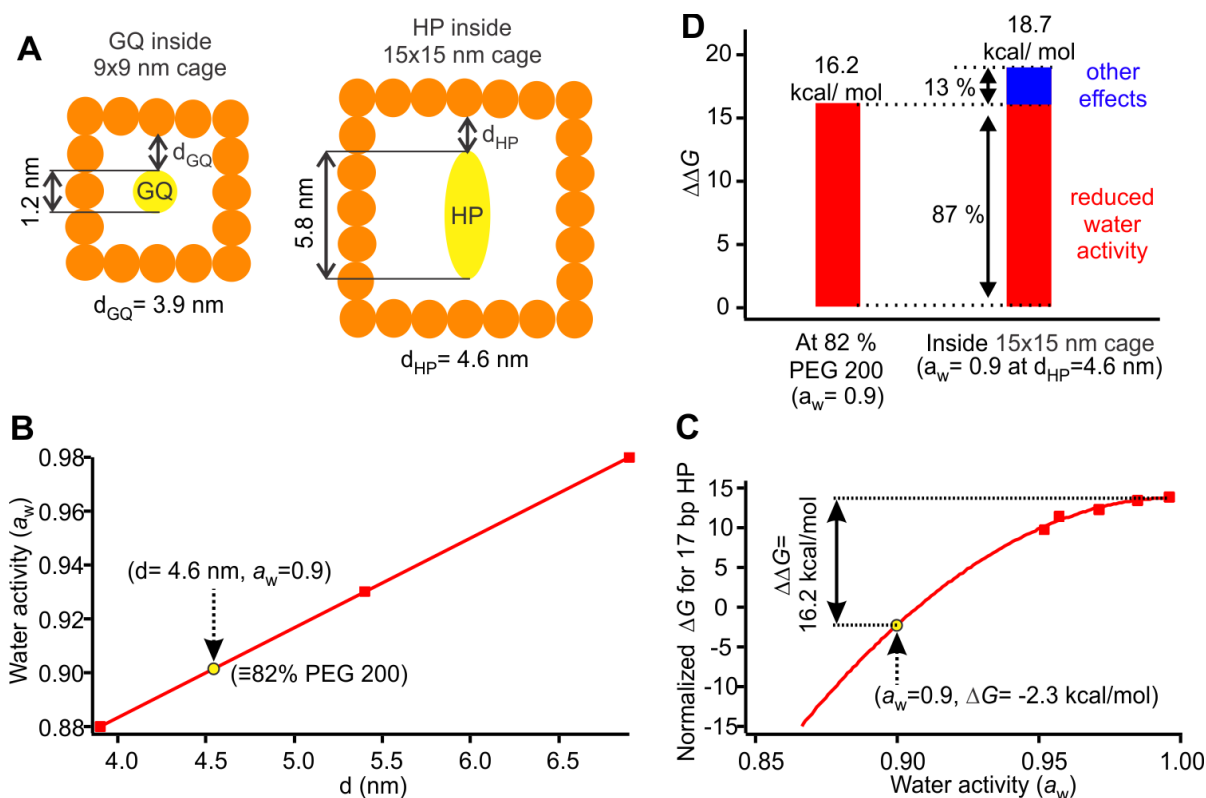 A
GQ inside
9x9 nm cage
1.2 nm
d_GQ
GQ
d_GQ= 3.9 nm
HP inside
15x15 nm cage
5.8 nm
d_HP
HP
d_HP= 4.6 nm
D
ΔΔG
20
15
10
5
0
16.2
kcal/ mol
18.7
kcal/ mol
13 %
87 %
other
effects
reduced
water
activity
At 82 %
PEG 200
(a_w= 0.9)
Inside 15x15 nm cage
(a_w= 0.9 at d_HP=4.6 nm)
B
Water activity (a_w)
0.98
0.96
0.94
0.92
0.90
0.88
(d= 4.6 nm, a_w=0.9)
(≡82% PEG 200)
4.0 4.5 5.0 5.5 6.0 6.5
d (nm)
C
Normalized ΔG for 17 bp HP
15
10
5
0
-5
-10
-15
ΔΔG=
16.2 kcal/mol
(a_w=0.9, ΔG= -2.3 kcal/mol)
0.85 0.90 0.95 1.00
Water activity (a_w)